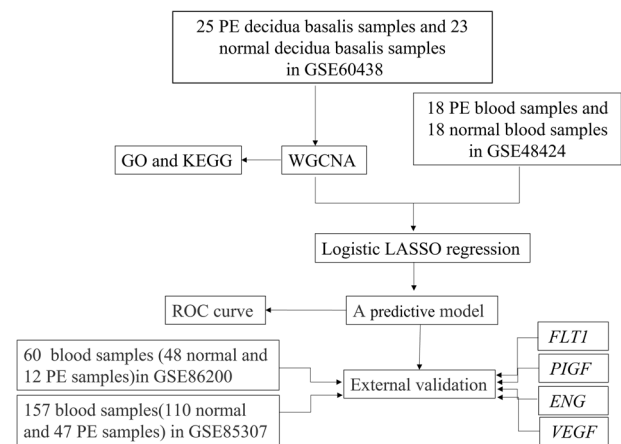 25 PE decidua basalis samples and 23
normal decidua basalis samples
in GSE60438
18 PE blood samples and
18 normal blood samples
in GSE48424
GO and KEGG
WGCNA
Logistic LASSO regression
ROC curve
A predictive model
60 blood samples (48 normal and
12 PE samples)in GSE86200
157 blood samples(110 normal
and 47 PE samples) in GSE85307
External validation
FLT1
PIGF
ENG
VEGF